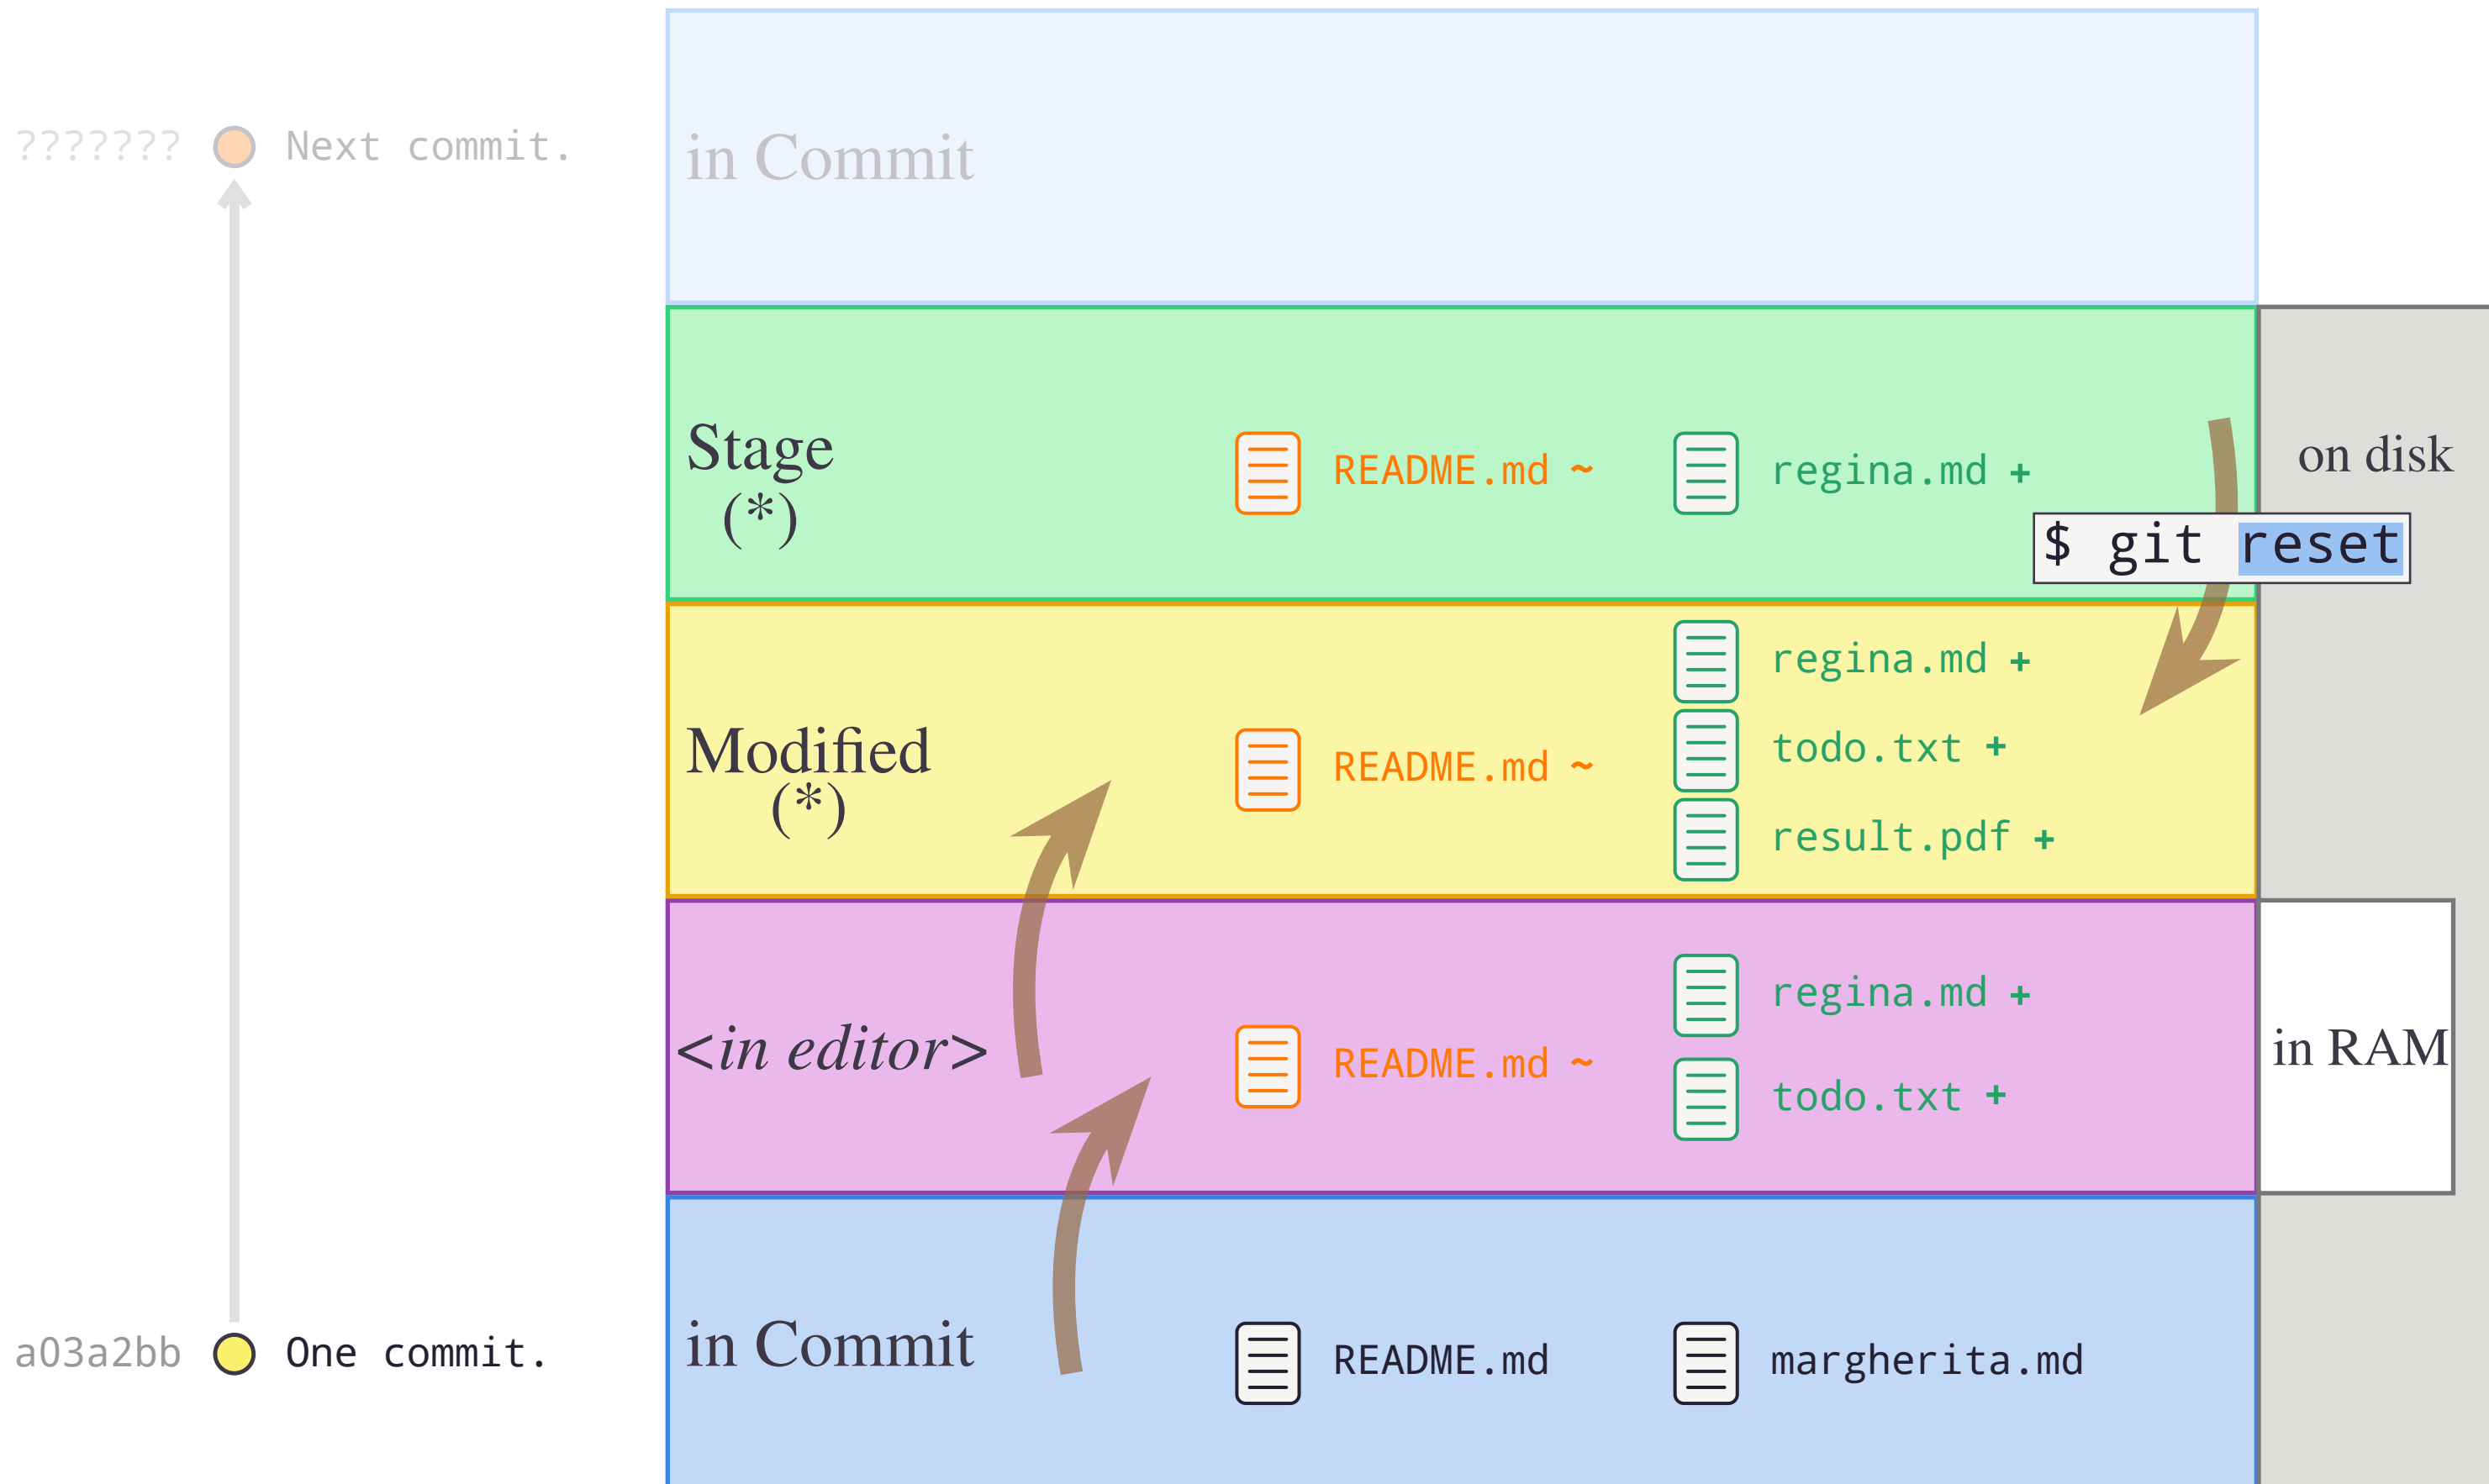 ??????? Next commit.
in Commit
Stage
(*)
README.md ~
regina.md +
on disk
$ git reset
Modified
(*)
README.md ~
regina.md +
todo.txt +
result.pdf +
<in editor>
README.md ~
regina.md +
todo.txt +
in RAM
a03a2bb One commit.
in Commit
README.md
margherita.md